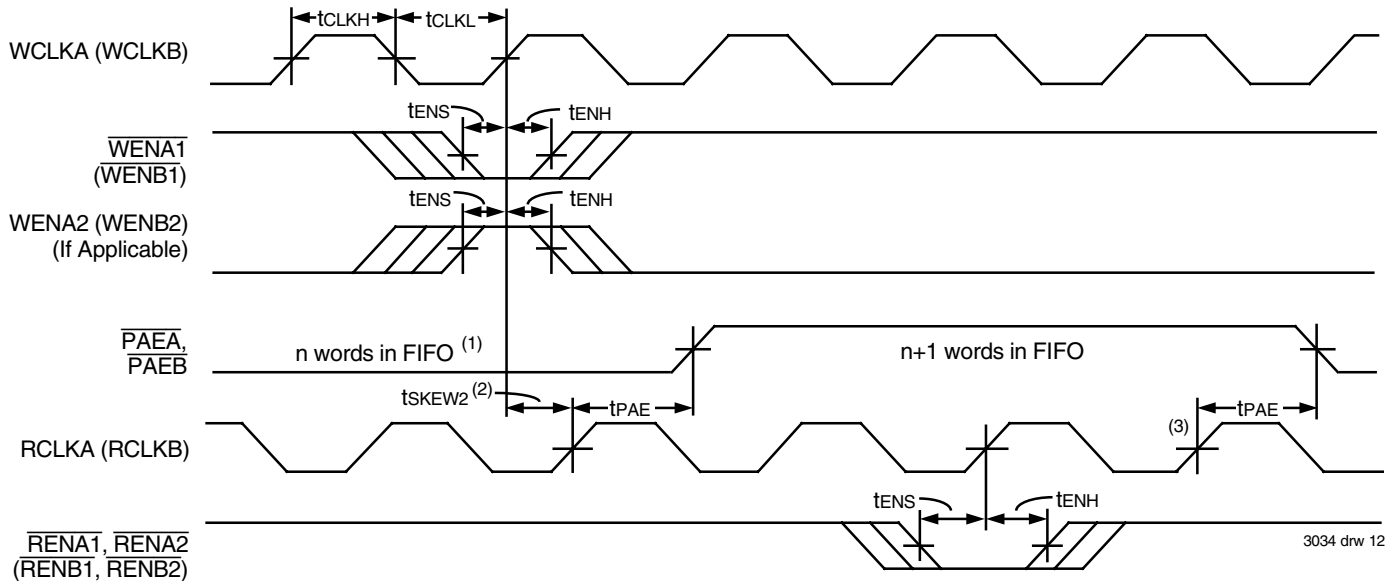 tCLKH
tCLKL
WCLKA (WCLKB)
tENS
tENH
WENA1
(WENB1)
tENS
tENH
WENA2 (WENB2)
(If Applicable)
PAEA,
PAEB
n words in FIFO (1)
n+1 words in FIFO
tSKEW2 (2)
tPAE
(3)
tPAE
RCLKA (RCLKB)
tENS
tENH
RENA1, RENA2
(RENB1, RENB2)
3034 drw 12